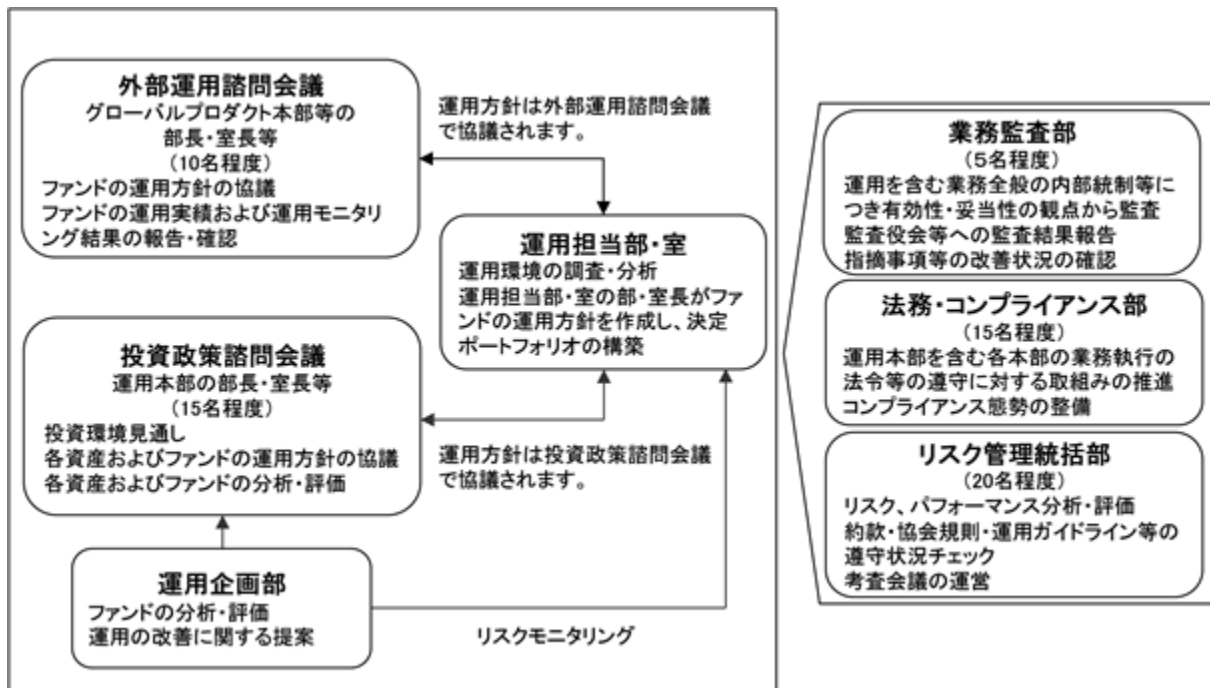 外部運用諮問会議
グローバルプロダクト本部等の
部長・室長等
(10名程度)
ファンドの運用方針の協議
ファンドの運用実績および運用モニタリ
ング結果の報告・確認
運用方針は外部運用諮問会議
で協議されます。
運用担当部・室
運用環境の調査・分析
運用担当部・室の部・室長がファ
ンドの運用方針を作成し、決定
ポートフォリオの構築
投資政策諮問会議
運用本部の部長・室長等
(15名程度)
投資環境見通し
各資産およびファンドの運用方針の協議
各資産およびファンドの分析・評価
運用方針は投資政策諮問会議
で協議されます。
運用企画部
ファンドの分析・評価
運用の改善に関する提案
リスクモニタリング
業務監査部
(5名程度)
運用を含む業務全般の内部統制等に
つき有効性・妥当性の観点から監査
監査役会等への監査結果報告
指摘事項等の改善状況の確認
法務・コンプライアンス部
(15名程度)
運用本部を含む各本部の業務執行の
法令等の遵守に対する取組みの推進
コンプライアンス態勢の整備
リスク管理統括部
(20名程度)
リスク、パフォーマンス分析・評価
約款・協会規則・運用ガイドライン等の
遵守状況チェック
考査会議の運営